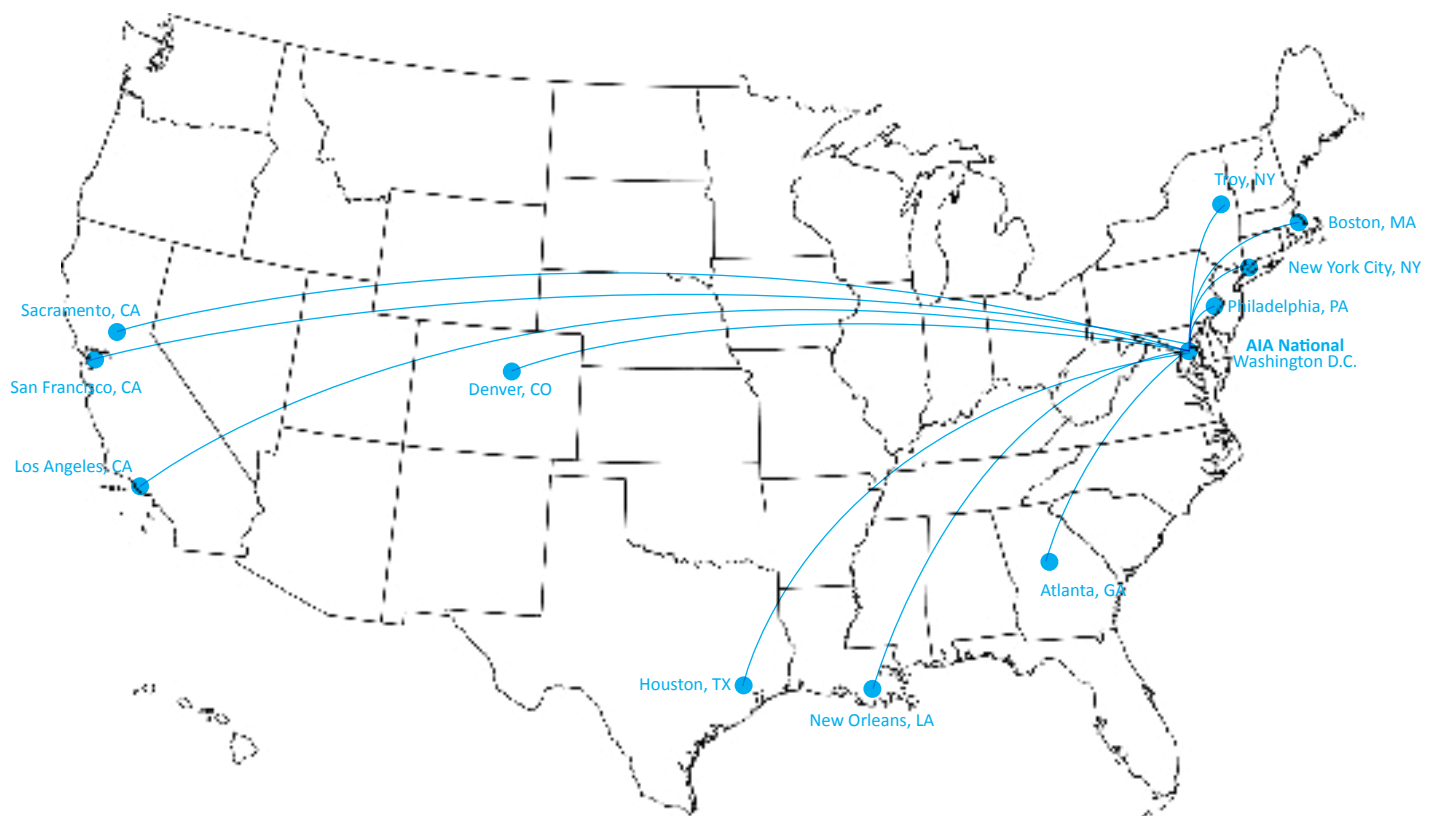 Troy, NY
Boston, MA
New York City, NY
Sacramento, CA
Philadelphia, PA
AIA National
Washington D.C.
San Francisco, CA
Denver, CO
Los Angeles, CA
Atlanta, GA
Houston, TX
New Orleans, LA